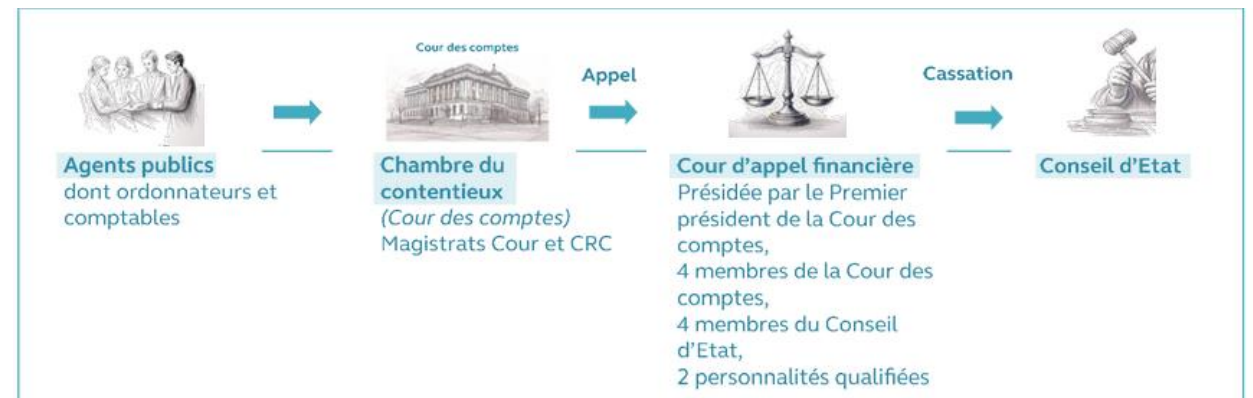 Agents publics
dont ordonnateurs et
comptables
Cour des comptes
Chambre du
contentieux
(Cour des comptes)
Magistrats Cour et CRC
Appel
Cour d'appel financière
Présidée par le Premier
président de la Cour des
comptes,
4 membres de la Cour des
comptes,
4 membres du Conseil
d'Etat,
2 personnalités qualifiées
Cassation
Conseil d'Etat